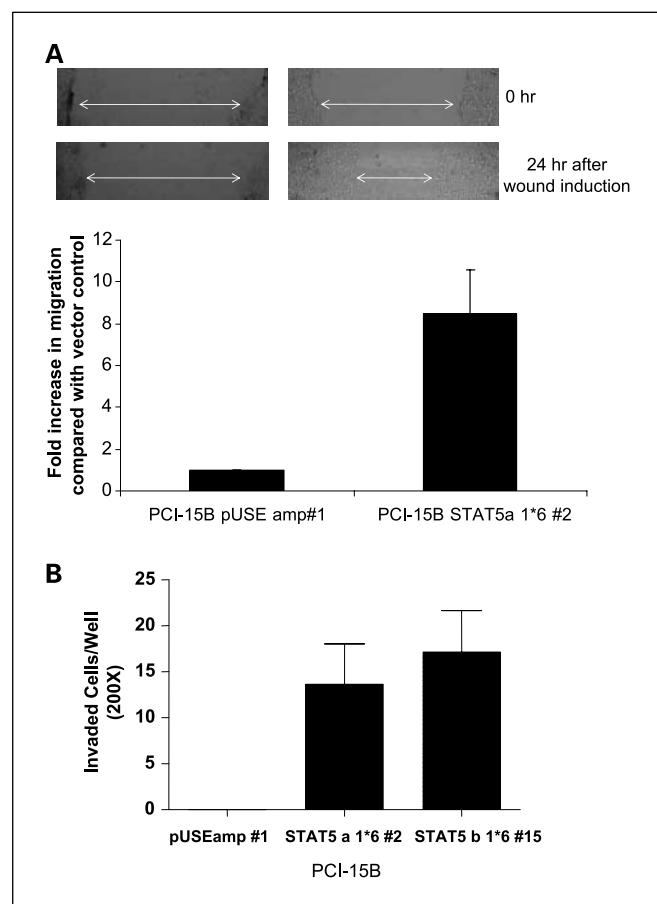 A
0 hr
24 hr after
wound induction
Fold increase in migration
compared with vector control
12
10
8
6
4
2
0
PCI-15B pUSE amp#1
PCI-15B STAT5a 1*6 #2
B
Invaded Cells/Well
(200X)
25
20
15
10
5
0
pUSEamp #1
STAT5 a 1*6 #2
STAT5 b 1*6 #15
PCI-15B